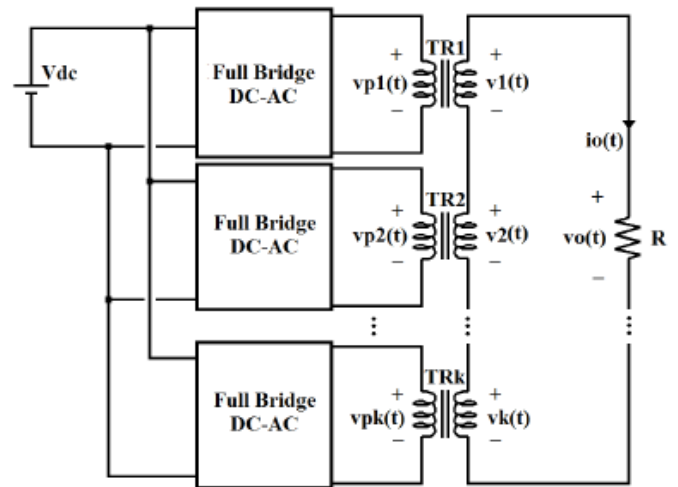 Vdc
Full Bridge
DC-AC
+
vp1(t)
−
TR1
+
v1(t)
−
io(t)
Full Bridge
DC-AC
+
vp2(t)
−
TR2
+
v2(t)
−
+
vo(t)
−
R
...
Full Bridge
DC-AC
+
vpk(t)
−
TRk
+
vk(t)
−